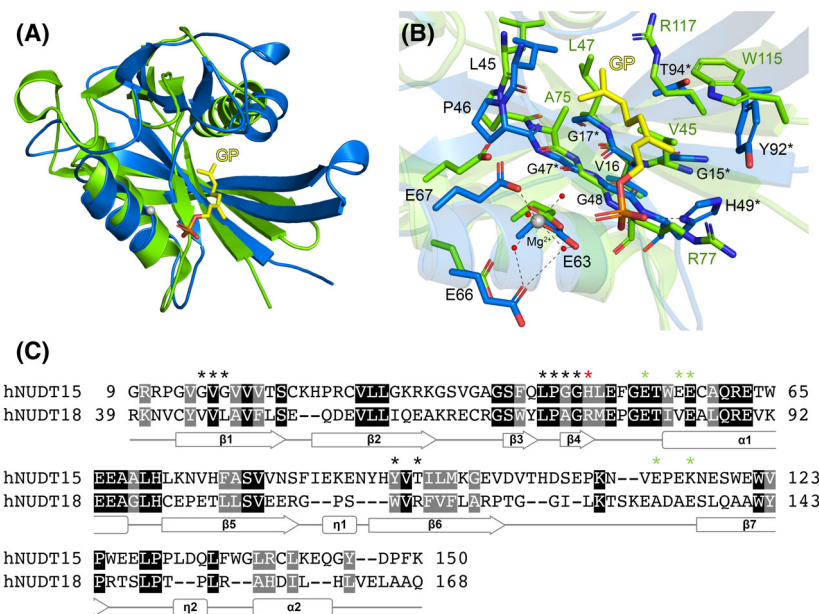 (A)
GP
(B)
R117
L47
GP
L45
T94*
W115
P46
A75
V45
G17*
Y92*
V16
G47*
G15*
E67
G48
H49*
Mg²⁺
E63
R77
E66
(C)
*** **** * * **
hNUDT15 9 GRRPGVGVGVVVTSCKHPRCVLLGKRKGSVGAGSFQLPGGHLEFGETWEECAQRETW 65
hNUDT18 39 RKNVCYVVLAVFLSE--QDEVLLIQEAKRECRGSWYLPAGRMEPGETIVEALQREVK 92
β1 β2 β3 β4 α1
* * * *
hNUDT15 EEAALHLKNVHFASVVNSFIEKENYHYVTILMKGEVDVTHDSEPKN--VEPEKNESWEWV 123
hNUDT18 EEAGLHCEPETLLSVEERG--PS--WVRFVFLARPTG--GI-LKTSKEADAESLQAAWY 143
β5 η1 β6 β7
hNUDT15 PWEELPPLDQLFWGLRCLKEQGY--DPFK 150
hNUDT18 PRTSLPT--PLR--AHDIL--HLVELAAQ 168
η2 α2